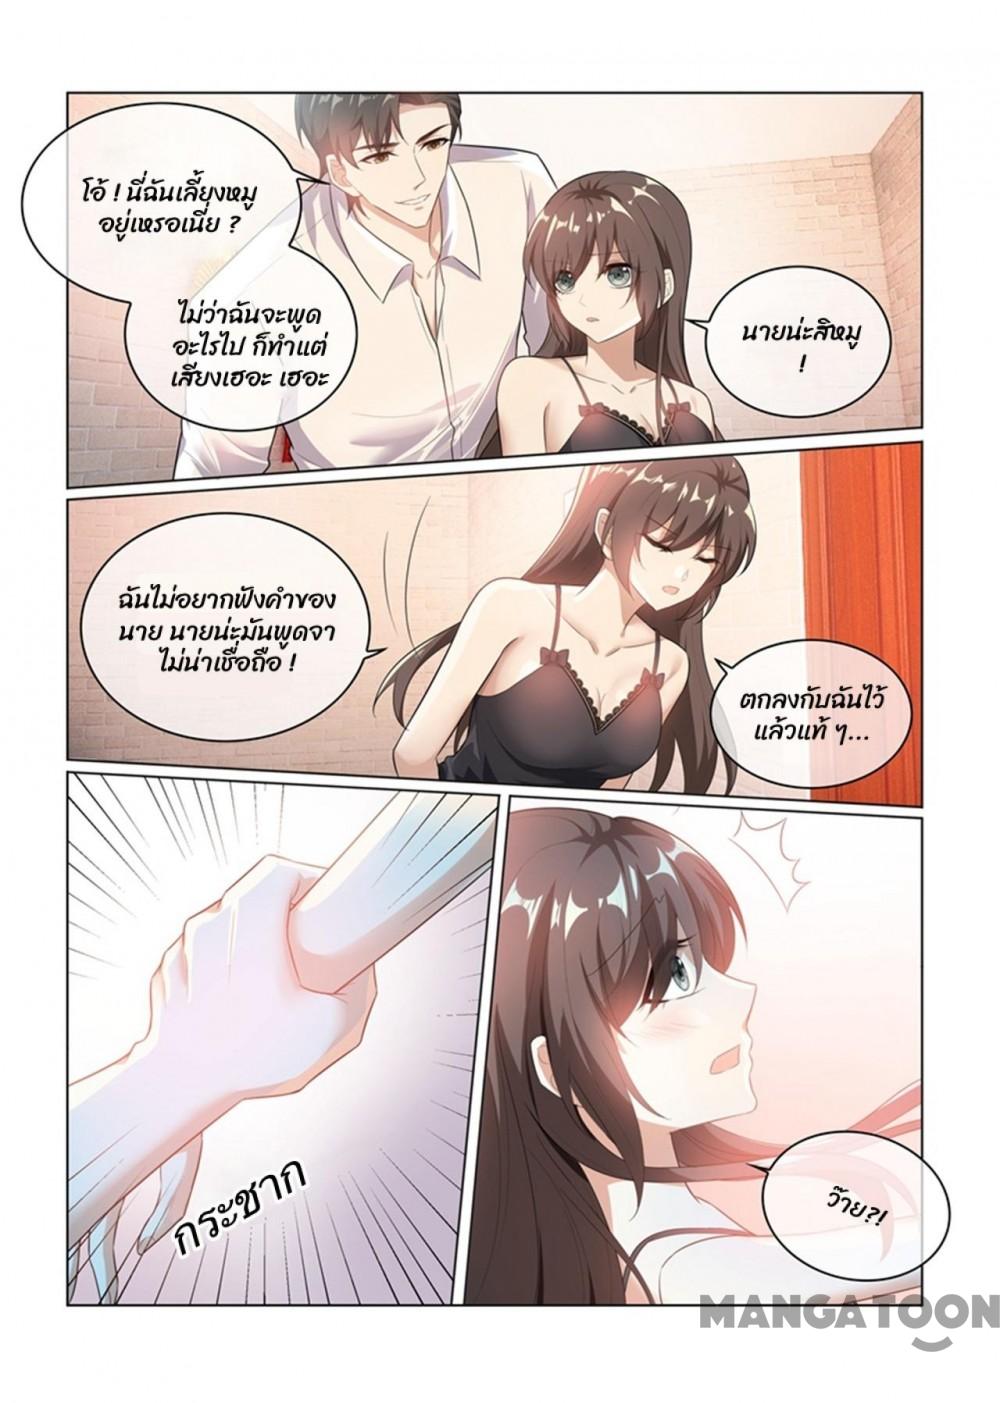 โอ้ ! นี่ฉันเลี้ยงหมู
อยู่เหรอเนี่ย ?
ไม่ว่าฉันจะพูด
อะไรไป ก็ทำแต่
เสียงเฮอะ เฮอะ
นายน่ะสิหมู
!
ฉันไม่อยากฟังคำของ
นาย นายน่ะมันพูดจา
ไม่น่าเชื่อถือ !
ตกลงกับฉันไว้
แล้วแท้ ๆ...
กระชาก
ว๊าย?!
MANGATOON